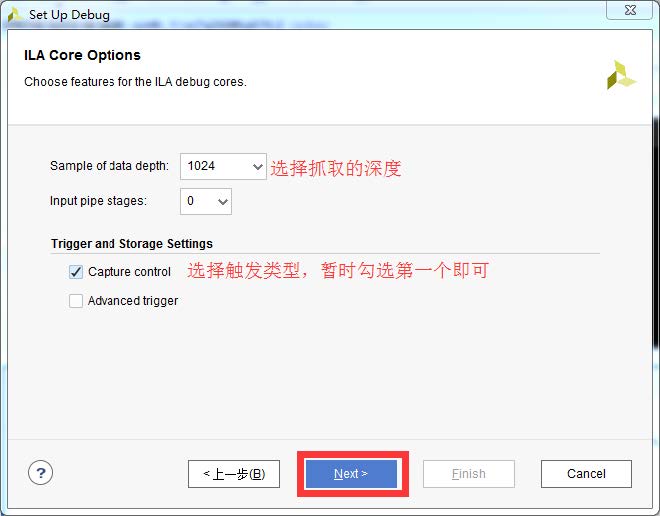 Set Up Debug
ILA Core Options
Choose features for the ILA debug cores.
Sample of data depth: 1024 选择抓取的深度
Input pipe stages: 0
Trigger and Storage Settings
Capture control 选择触发类型，暂时勾选第一个即可
Advanced trigger
? <上一步(B) Next > Finish Cancel